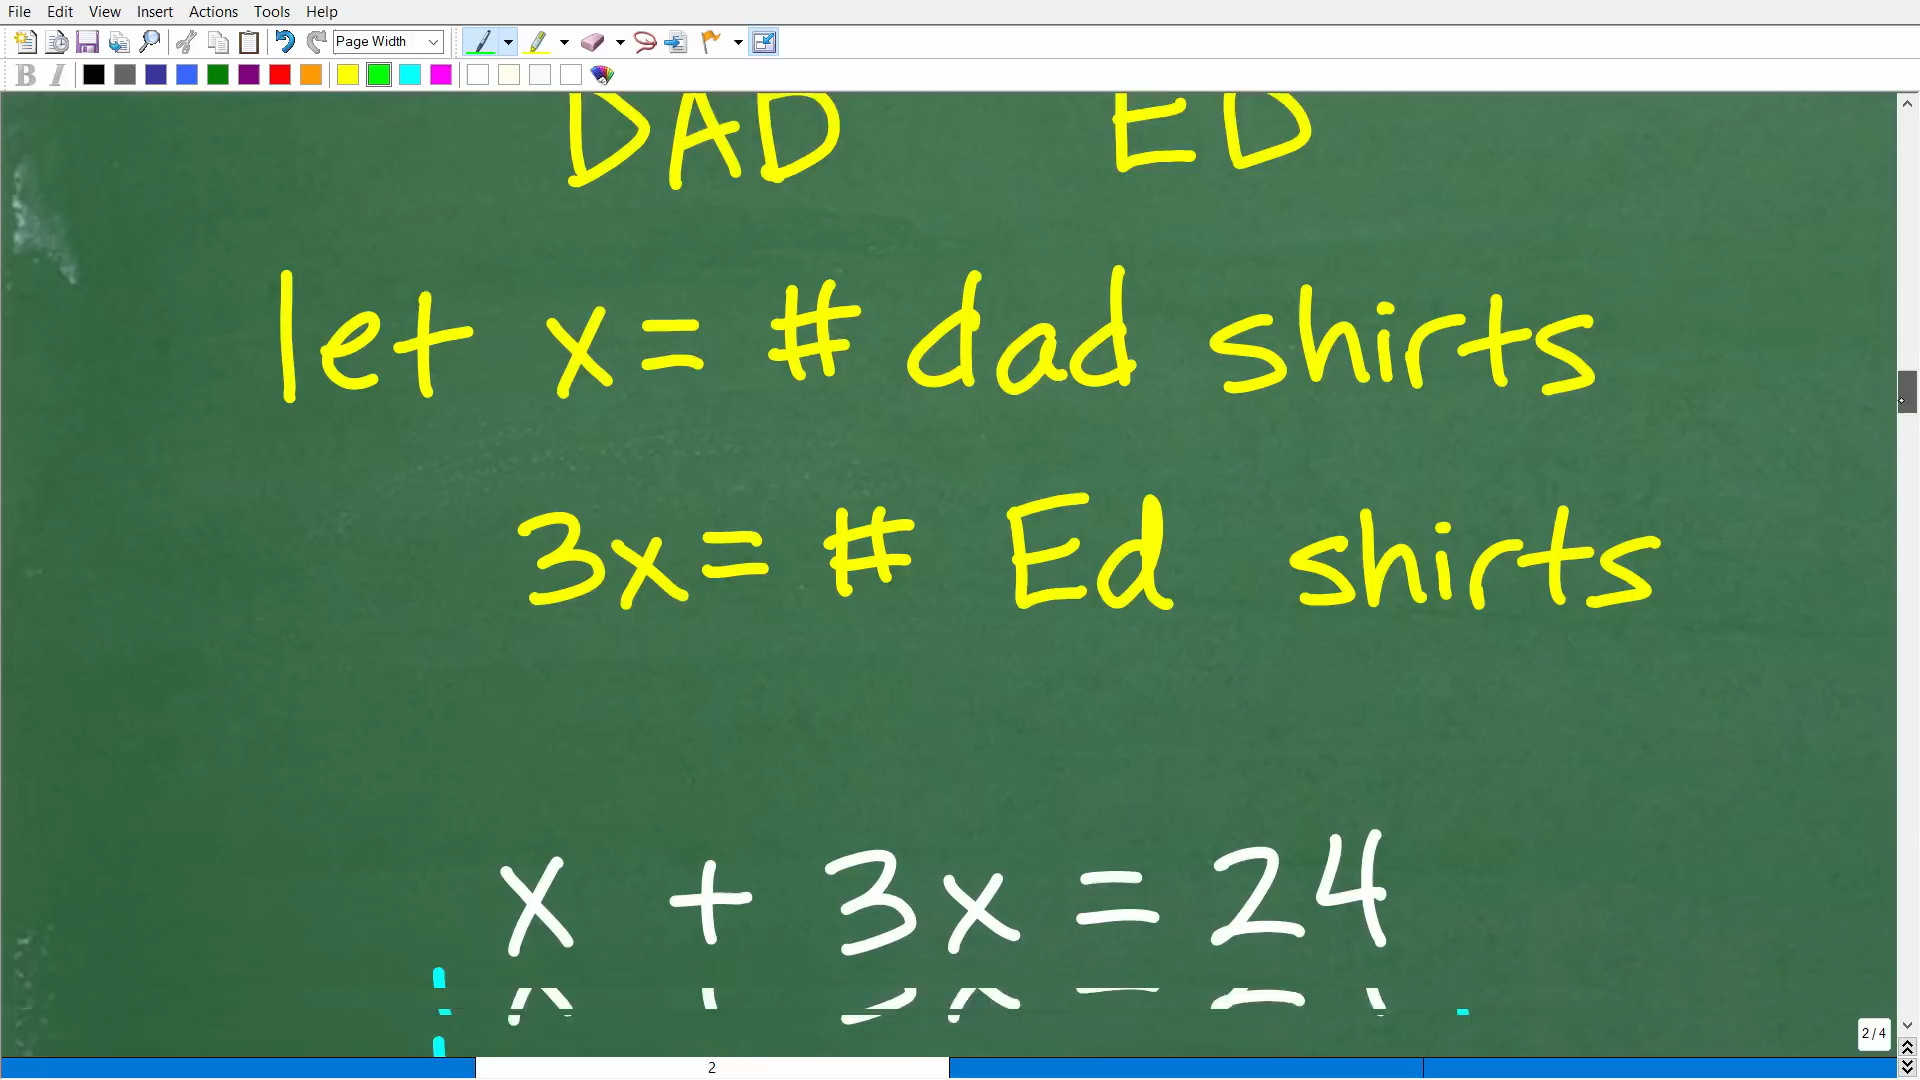 File Edit View Insert Actions Tools Help
Page Width
B I
DAD ED
let x = # dad shirts
3x = # Ed shirts
x + 3x = 24
2 / 4
2